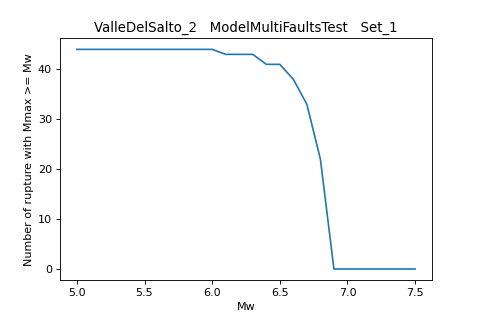 ValleDelSalto_2 ModelMultiFaultsTest Set_1
Number of rupture with Mmax >= Mw
40
30
20
10
0
5.0 5.5 6.0 6.5 7.0 7.5
Mw